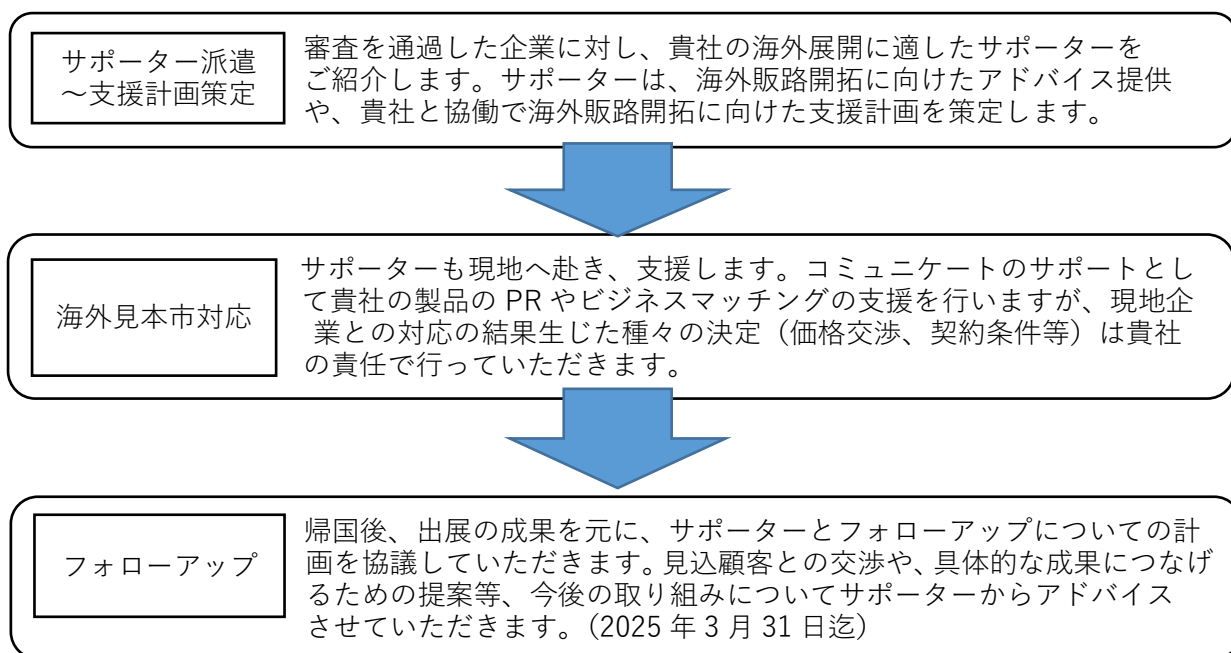 サポーター派遣
～支援計画策定
審査を通過した企業に対し、貴社の海外展開に適したサポーターを
ご紹介します。サポーターは、海外販路開拓に向けたアドバイス提供
や、貴社と協働で海外販路開拓に向けた支援計画を策定します。
海外見本市対応
サポーターも現地へ赴き、支援します。コミュニケートのサポートとし
て貴社の製品の PR やビジネスマッチングの支援を行いますが、現地企
業との対応の結果生じた種々の決定（価格交渉、契約条件等）は貴社
の責任で行っていただきます。
フォローアップ
帰国後、出展の成果を元に、サポーターとフォローアップについての計
画を協議していただきます。見込顧客との交渉や、具体的な成果につなげ
るための提案等、今後の取り組みについてサポーターからアドバイス
させていただきます。（2025 年 3 月 31 日迄）